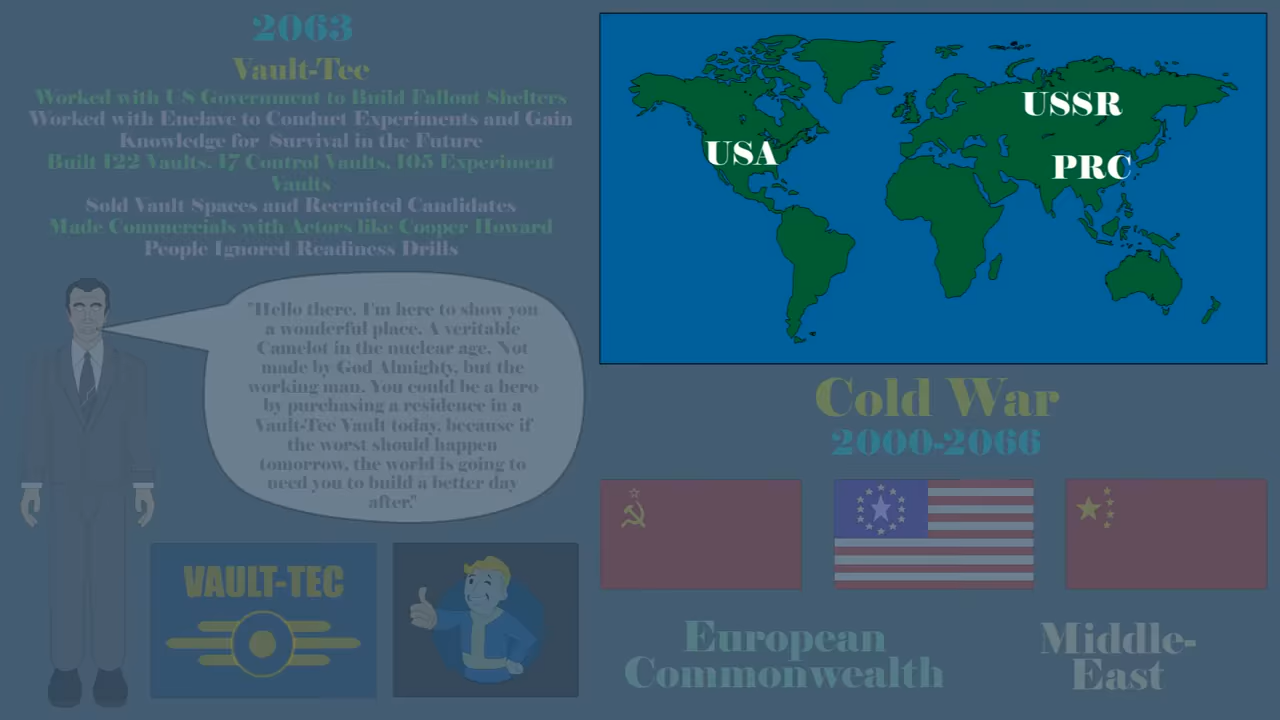 2063
Vault-Tec
Worked with US Government to Build Fallout Shelters
Worked with Enclave to Conduct Experiments and Gain
Knowledge for Survival in the Future
Built 122 Vaults. 17 Control Vaults, 105 Experiment
Vaults
Sold Vault Spaces and Recruited Candidates
Made Commercials with Actors like Cooper Howard
People Ignored Readiness Drills
"Hello there. I'm here to show you
a wonderful place. A veritable
Camelot in the nuclear age. Not
made by God Almighty, but the
working man. You could be a hero
by purchasing a residence in a
Vault-Tec Vault today, because if
the worst should happen
tomorrow, the world is going to
need you to build a better day
after."
VAULT-TEC
USA
USSR
PRC
Cold War
2000-2066
European
Commonwealth
Middle-
East